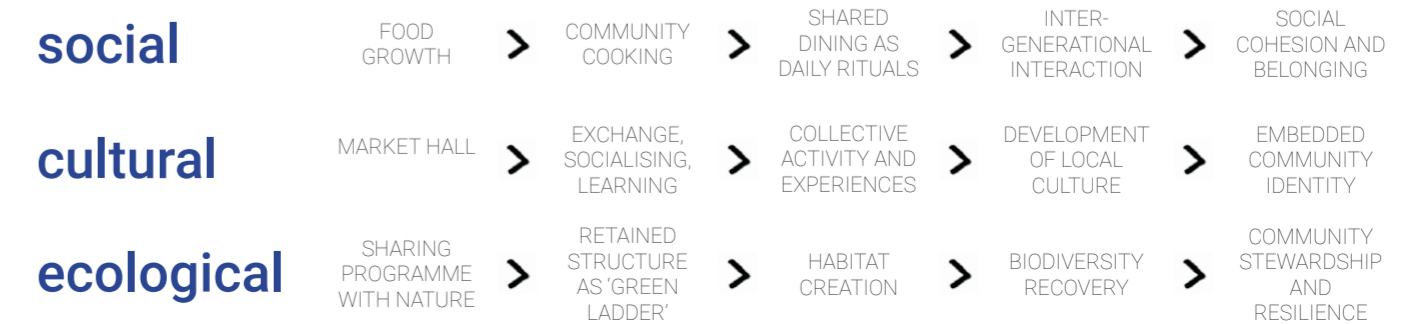 social
FOOD
GROWTH
>
COMMUNITY
COOKING
>
SHARED
DINING AS
DAILY RITUALS
>
INTER-
GENERATIONAL
INTERACTION
>
SOCIAL
COHESION AND
BELONGING
cultural
MARKET HALL
>
EXCHANGE,
SOCIALISING,
LEARNING
>
COLLECTIVE
ACTIVITY AND
EXPERIENCES
>
DEVELOPMENT
OF LOCAL
CULTURE
>
EMBEDDED
COMMUNITY
IDENTITY
ecological
SHARING
PROGRAMME
WITH NATURE
>
RETAINED
STRUCTURE
AS ‘GREEN
LADDER’
>
HABITAT
CREATION
>
BIODIVERSITY
RECOVERY
>
COMMUNITY
STEWARDSHIP
AND
RESILIENCE